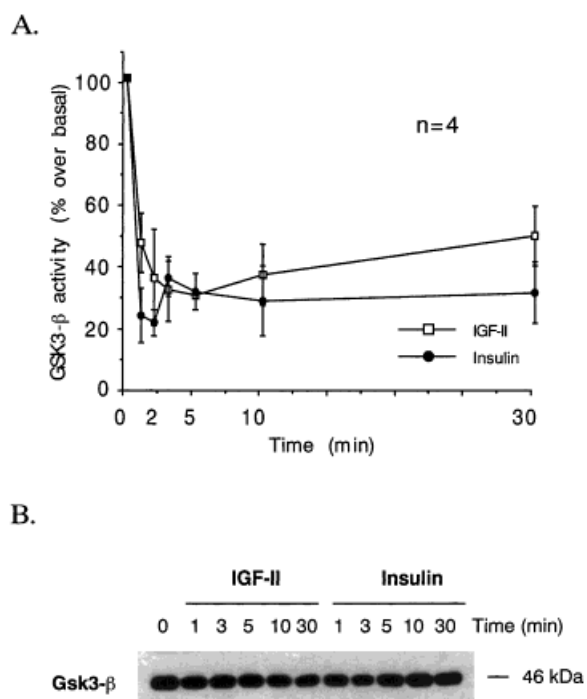 A.
GSK3-β activity (% over basal)
100
80
60
40
20
0
n=4
IGF-II
Insulin
0 2 5 10 30
Time (min)
B.
IGF-II Insulin
0 1 3 5 10 30 1 3 5 10 30 Time (min)
Gsk3-β — 46 kDa